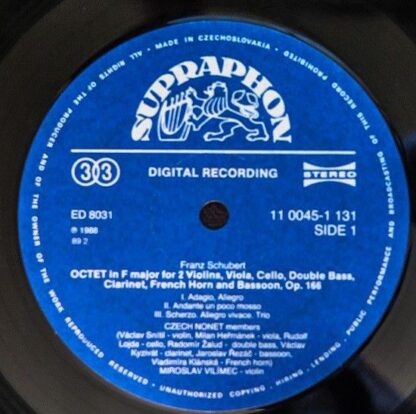 ALL RIGHTS OF THE PRODUCER AND OF THE OWNER OF THE WORK REPRODUCED RESERVED • UNAUTHORIZED COPYING • HIRING • LENDING • PUBLIC PERFORMANCE AND BROADCASTING OF THIS RECORD PROHIBITED • MADE IN CZECHOSLOVAKIA •
SUPRAPHON
33 DIGITAL RECORDING STEREO
ED 8031 11 0045-1 131
℗ 1988 SIDE 1
89 2
Franz Schubert
OCTET in F major for 2 Violins, Viola, Cello, Double Bass,
Clarinet, French Horn and Bassoon, Op. 166
I. Adagio, Allegro
II. Andante un poco mosso
III. Scherzo. Allegro vivace. Trio
CZECH NONET members
(Václav Snítil - violin, Milan Heřmánek - viola, Rudolf
Lojda - cello, Radomír Žalud - double bass, Václav
Kyzivát - clarinet, Jaroslav Řezáč - bassoon,
Vladimíra Klánská - French horn)
MIROSLAV VILÍMEC - violin